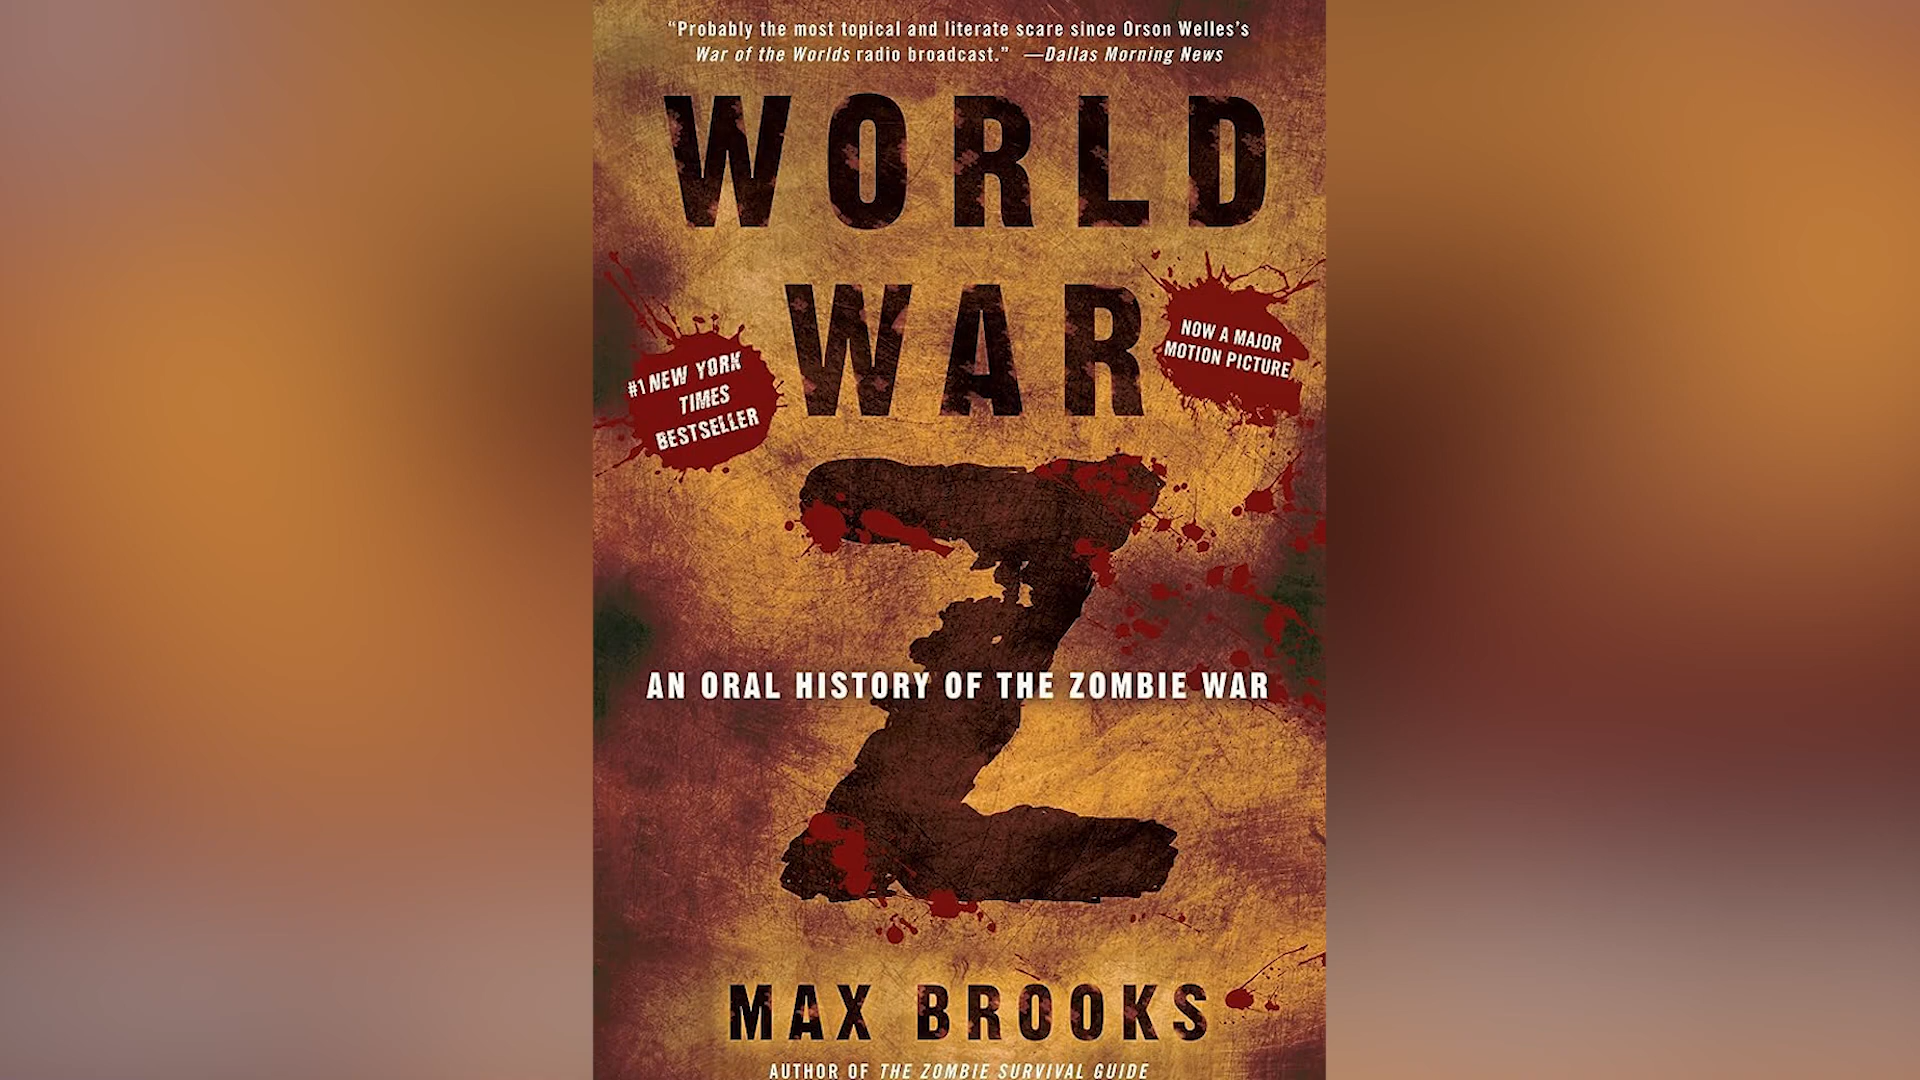 “Probably the most topical and literate scare since Orson Welles’s
War of the Worlds radio broadcast.” —Dallas Morning News
WORLD
WAR
NOW A MAJOR
MOTION PICTURE
#1 NEW YORK
TIMES
BESTSELLER
Z
AN ORAL HISTORY OF THE ZOMBIE WAR
MAX BROOKS
AUTHOR OF THE ZOMBIE SURVIVAL GUIDE